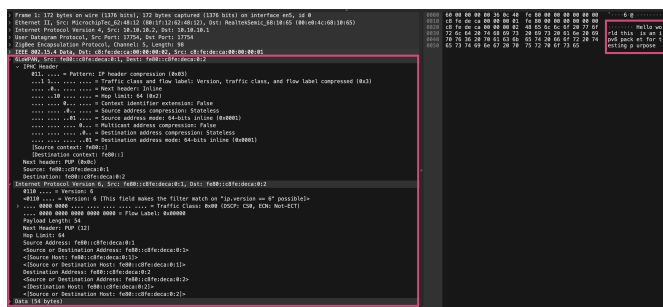 Frame 1: 172 bytes on wire (1376 bits), 172 bytes captured (1376 bits) on interface en5, id 0
Ethernet II, Src: MicrochipTec_62:48:12 (80:1f:12:62:48:12), Dst: RealtekSemic_68:10:65 (00:e0:4c:68:10:65)
Internet Protocol Version 4, Src: 10.10.10.2, Dst: 10.10.10.1
User Datagram Protocol, Src Port: 17754, Dst Port: 17754
ZigBee Encapsulation Protocol, Channel: 5, Length: 98
IEEE 802.15.4 Data, Dst: c8:fe:de:ca:00:00:00:02, Src: c8:fe:de:ca:00:00:00:01
6LoWPAN, Src: fe80::c8fe:deca:0:1, Dest: fe80::c8fe:deca:0:2
IPHC Header
011. .... = Pattern: IP header compression (0x03)
...1 1... .... .... = Traffic class and flow label: Version, traffic class, and flow label compressed (0x3)
.... .0.. .... .... = Next header: Inline
.... ..10 .... .... = Hop limit: 64 (0x2)
.... .... 0... .... = Context identifier extension: False
.... .... .0.. .... = Source address compression: Stateless
.... .... ..01 .... = Source address mode: 64-bits inline (0x0001)
.... .... .... 0... = Multicast address compression: False
.... .... .... .0.. = Destination address compression: Stateless
.... .... .... ..01 = Destination address mode: 64-bits inline (0x0001)
[Source context: fe80::]
[Destination context: fe80::]
Next header: PUP (0x0c)
Source: fe80::c8fe:deca:0:1
Destination: fe80::c8fe:deca:0:2
Internet Protocol Version 6, Src: fe80::c8fe:deca:0:1, Dst: fe80::c8fe:deca:0:2
0110 .... = Version: 6
<0110 .... = Version: 6 [This field makes the filter match on "ip.version == 6" possible]>
.... 0000 0000 .... .... .... .... .... = Traffic Class: 0x00 (DSCP: CS0, ECN: Not-ECT)
.... 0000 0000 0000 0000 0000 = Flow Label: 0x00000
Payload Length: 54
Next Header: PUP (12)
Hop Limit: 64
Source Address: fe80::c8fe:deca:0:1
<Source or Destination Address: fe80::c8fe:deca:0:1>
<[Source Host: fe80::c8fe:deca:0:1]>
<[Source or Destination Host: fe80::c8fe:deca:0:1]>
Destination Address: fe80::c8fe:deca:0:2
<Source or Destination Address: fe80::c8fe:deca:0:2>
<[Destination Host: fe80::c8fe:deca:0:2]>
<[Source or Destination Host: fe80::c8fe:deca:0:2]>
Data (54 bytes)
Hello wo
rld this is an i
pv6 pack et for t
esting p urpose